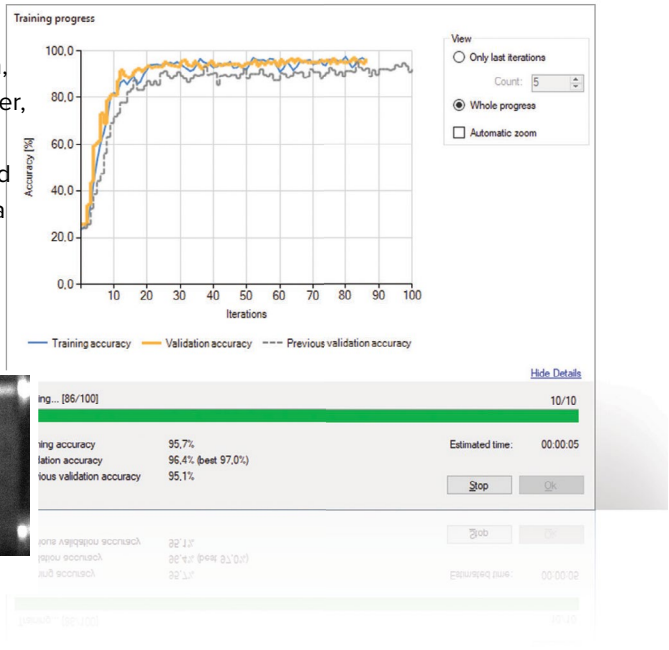 Training progress
100.0
80.0
60.0
40.0
20.0
0.0
Accuracy [%]
10 20 30 40 50 60 70 80 90 100
Iterations
Training accuracy Validation accuracy Previous validation accuracy
View
Only last iterations
Count: 5
Whole progress
Automatic zoom
er,
d
a
Hide Details
ing... [86/100] 10/10
ning accuracy 95,7% Estimated time: 00:00:05
dation accuracy 96,4% (best 97,0%)
vious validation accuracy 95,1%
Stop Ok